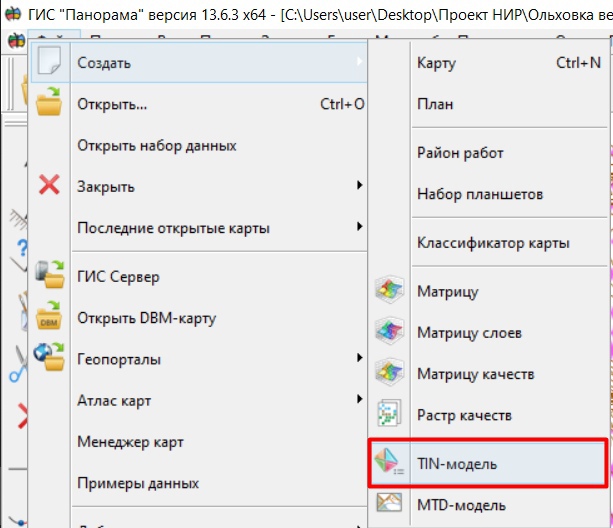 ГИС "Панорама" версия 13.6.3 x64 - [C:\Users\user\Desktop\Проект НИР\Ольховка ве
Создать
Открыть... Ctrl+O
Открыть набор данных
Закрыть
Последние открытые карты
ГИС Сервер
DBM
Открыть DBM-карту
Геопорталы
Атлас карт
Менеджер карт
Примеры данных
Карту Ctrl+N
План
Район работ
Набор планшетов
Классификатор карты
Матрицу
Матрицу слоев
Матрицу качеств
Растр качеств
TIN-модель
MTD-модель